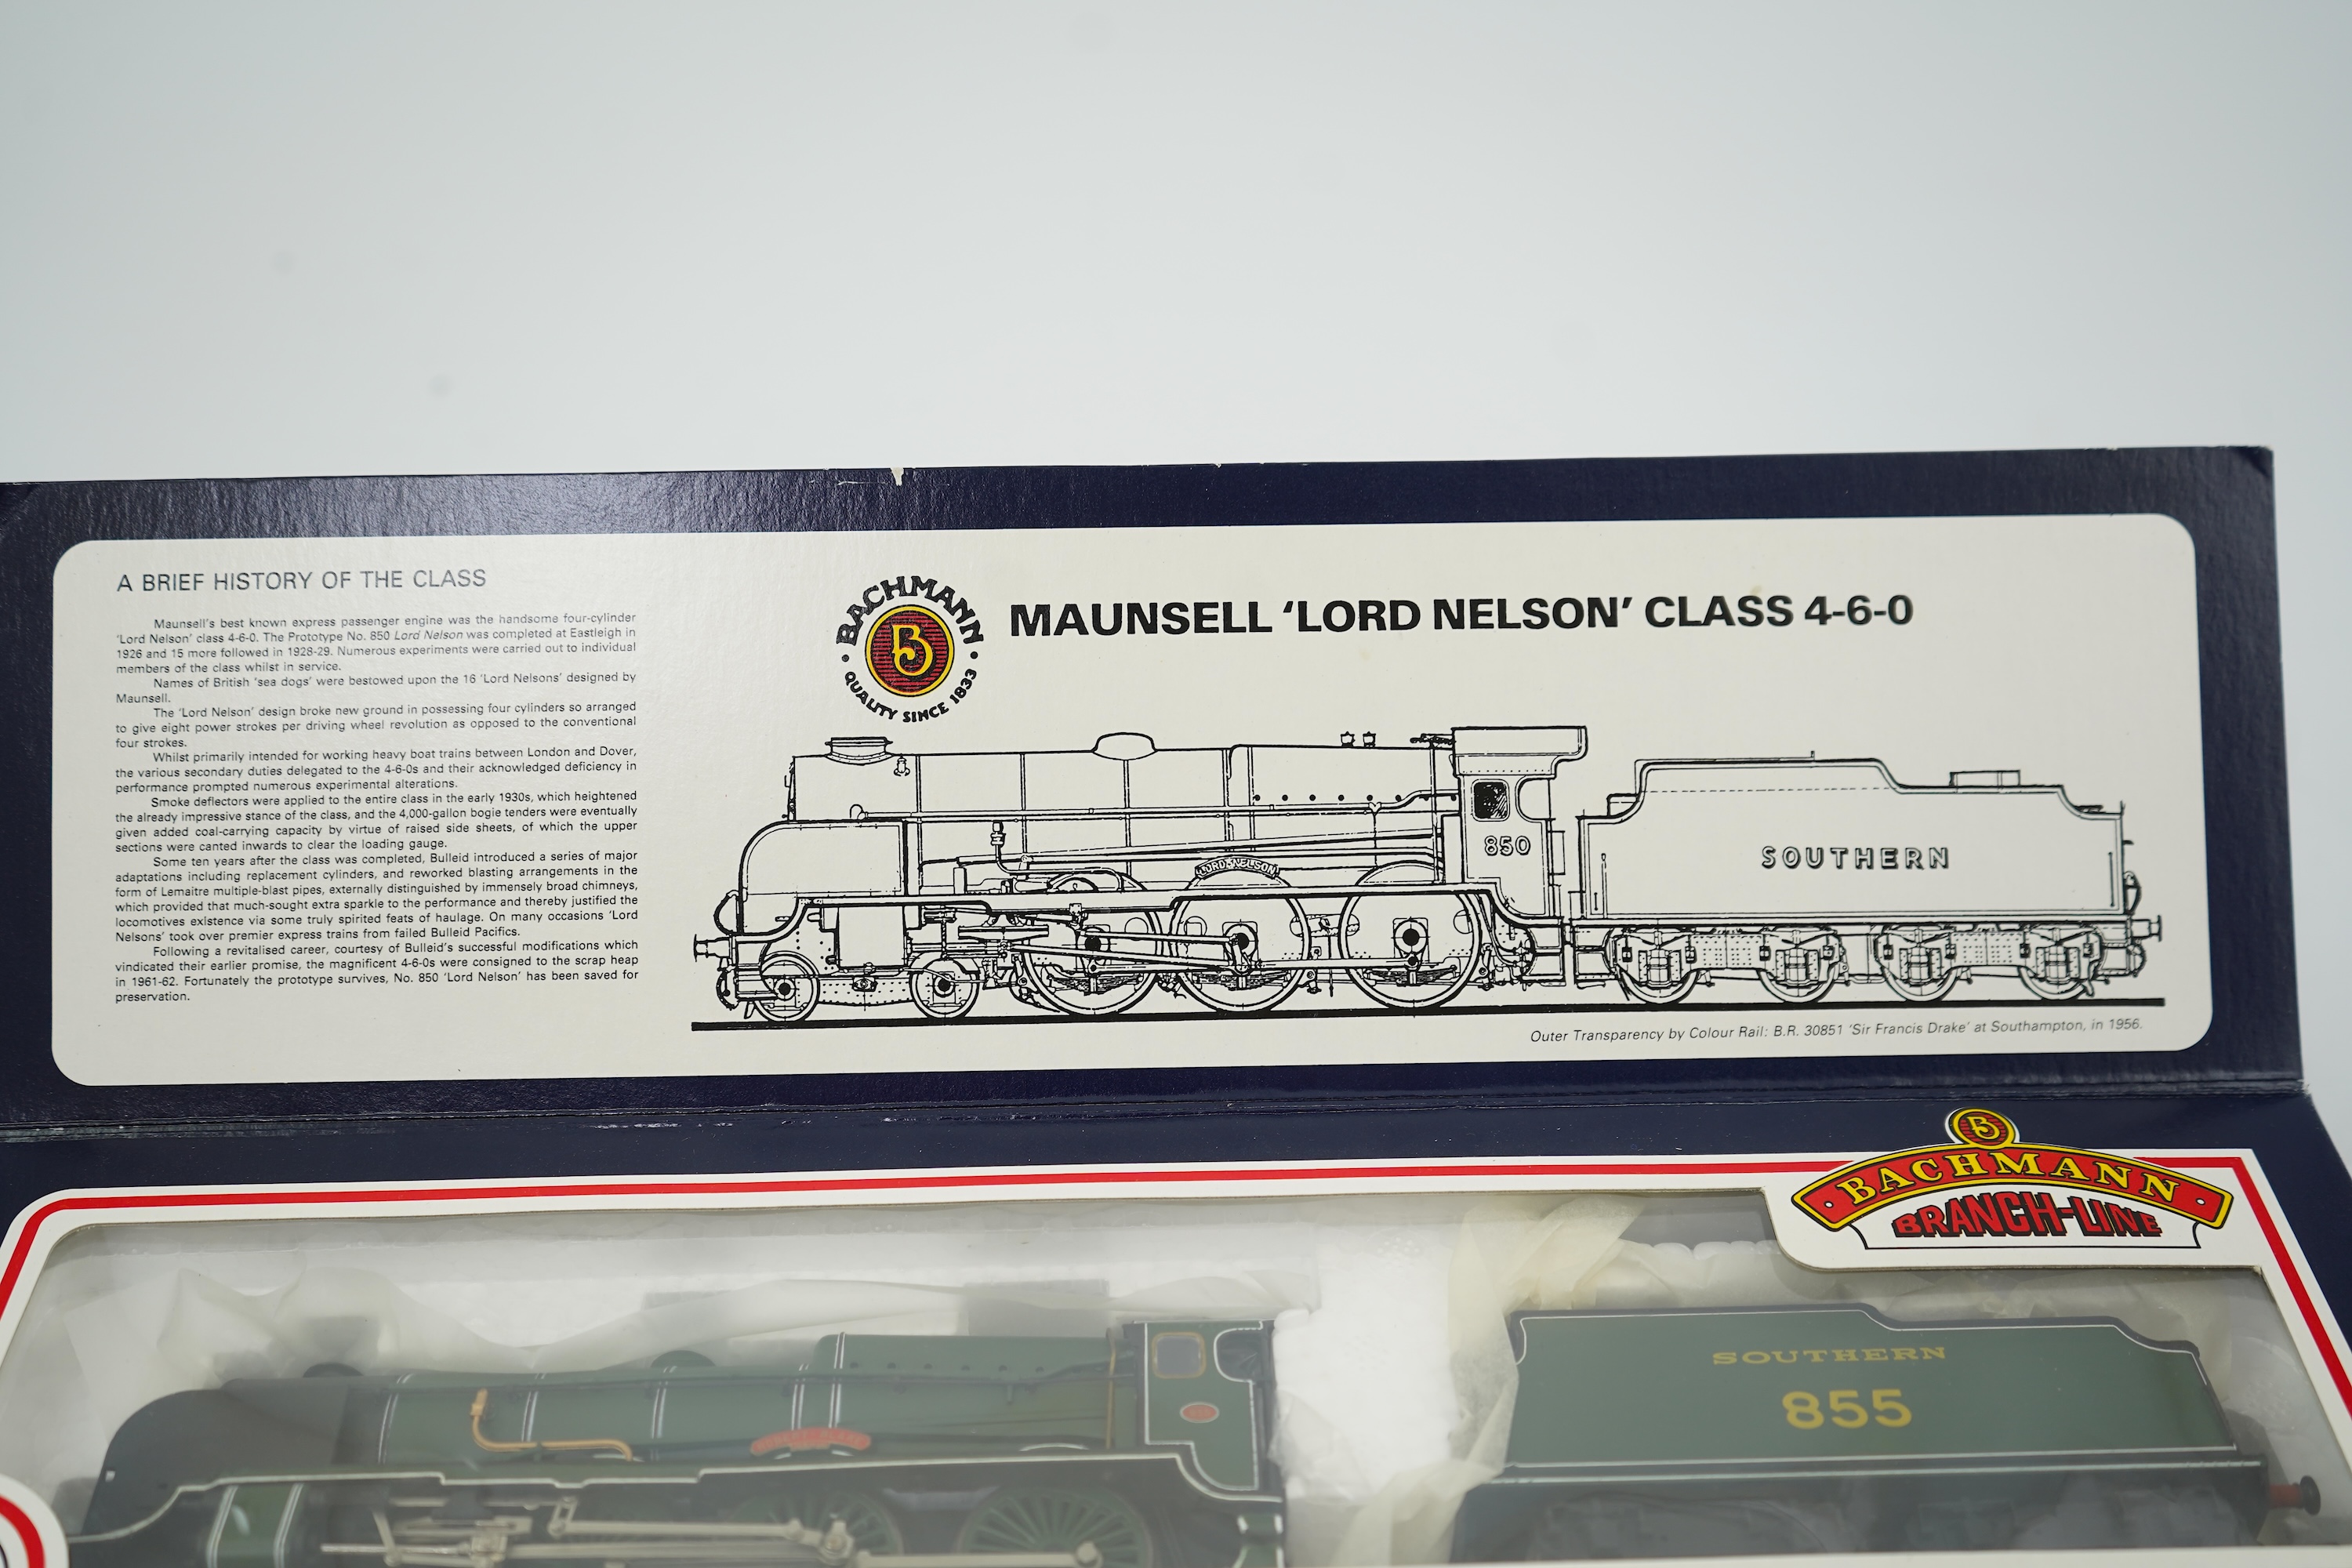 A BRIEF HISTORY OF THE CLASS
Maunsell's best known express passenger engine was the handsome four-cylinder
'Lord Nelson' class 4-6-0. The Prototype No. 850 Lord Nelson was completed at Eastleigh in
1926 and 15 more followed in 1928-29. Numerous experiments were carried out to individual
members of the class whilst in service.
Names of British 'sea dogs' were bestowed upon the 16 'Lord Nelsons' designed by
Maunsell.
The 'Lord Nelson' design broke new ground in possessing four cylinders so arranged
to give eight power strokes per driving wheel revolution as opposed to the conventional
four strokes.
Whilst primarily intended for working heavy boat trains between London and Dover,
the various secondary duties delegated to the 4-6-0s and their acknowledged deficiency in
performance prompted numerous experimental alterations.
Smoke deflectors were applied to the entire class in the early 1930s, which heightened
the already impressive stance of the class, and the 4,000-gallon bogie tenders were eventually
given added coal-carrying capacity by virtue of raised side sheets, of which the upper
sections were canted inwards to clear the loading gauge.
Some ten years after the class was completed, Bulleid introduced a series of major
adaptations including replacement cylinders, and reworked blasting arrangements in the
form of Lemaitre multiple-blast pipes, externally distinguished by immensely broad chimneys,
which provided that much-sought extra sparkle to the performance and thereby justified the
locomotives existence via some truly spirited feats of haulage. On many occasions 'Lord
Nelsons' took over premier express trains from failed Bulleid Pacifics.
Following a revitalised career, courtesy of Bulleid's successful modifications which
vindicated their earlier promise, the magnificent 4-6-0s were consigned to the scrap heap
in 1961-62. Fortunately the prototype survives, No. 850 'Lord Nelson' has been saved for
preservation.
BACHMANN
B
· QUALITY SINCE 1833 ·
MAUNSELL 'LORD NELSON' CLASS 4-6-0
LORD NELSON
850
SOUTHERN
Outer Transparency by Colour Rail: B.R. 30851 'Sir Francis Drake' at Southampton, in 1956.
B
BACHMANN
BRANCH-LINE
SOUTHERN
855